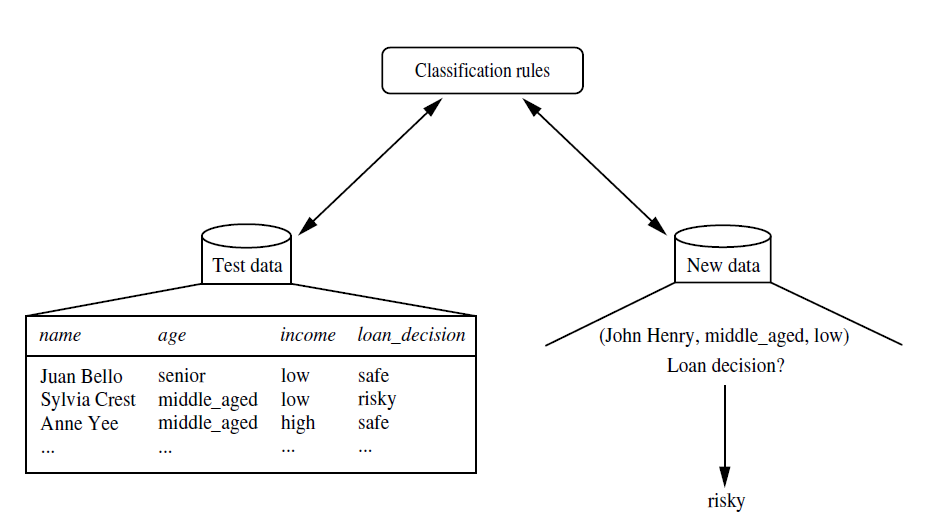 Classification rules
Test data
New data
name age income loan_decision
Juan Bello senior low safe
Sylvia Crest middle_aged low risky
Anne Yee middle_aged high safe
... ... ... ...
(John Henry, middle_aged, low)
Loan decision?
risky